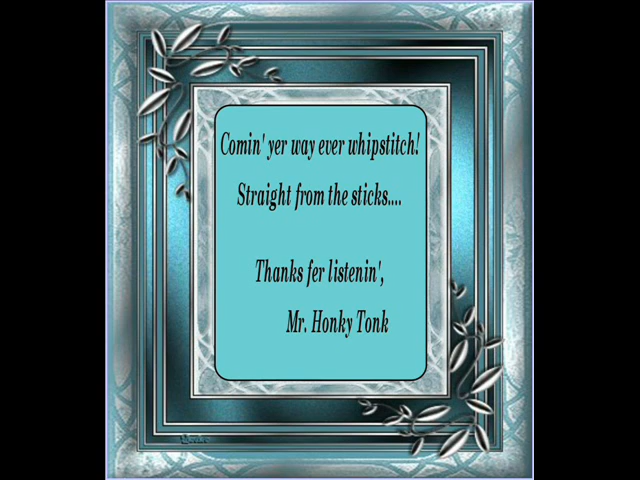 Comin' yer way ever whipstitch!
Straight from the sticks....
Thanks fer listenin',
Mr. Honky Tonk